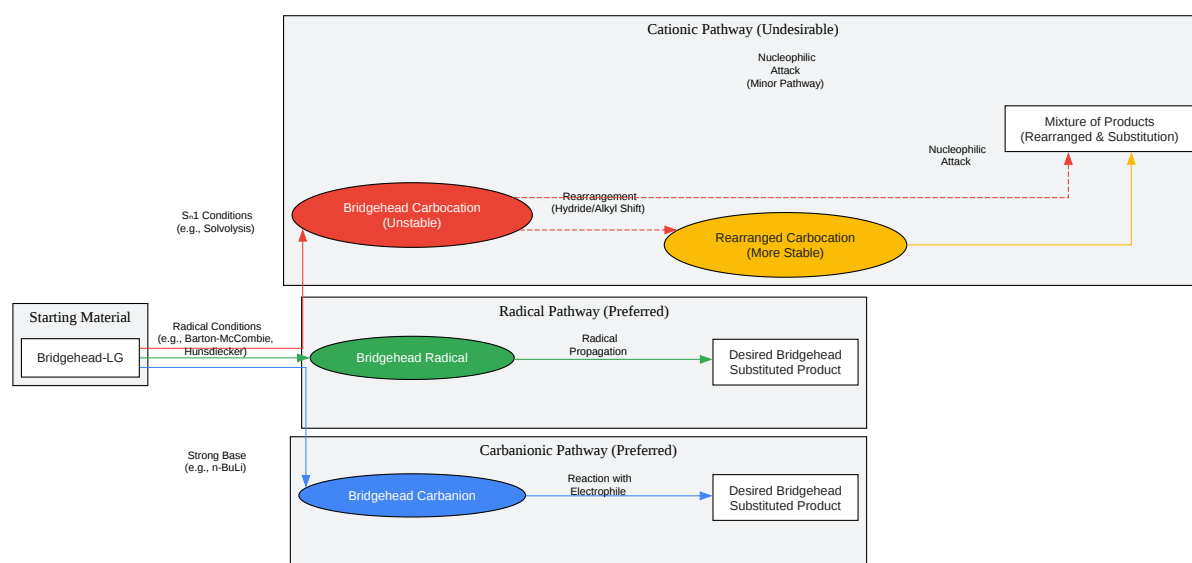 Cationic Pathway (Undesirable)
Nucleophilic
Attack
(Minor Pathway)
Mixture of Products
(Rearranged & Substitution)
Nucleophilic
Attack
Rearrangement
(Hydride/Alkyl Shift)
Bridgehead Carbocation
(Unstable)
Sₙ1 Conditions
(e.g., Solvolysis)
Rearranged Carbocation
(More Stable)
Starting Material
Bridgehead-LG
Radical Conditions
(e.g., Barton-McCombie,
Hunsdiecker)
Radical Pathway (Preferred)
Bridgehead Radical
Radical
Propagation
Desired Bridgehead
Substituted Product
Carbanionic Pathway (Preferred)
Strong Base
(e.g., n-BuLi)
Bridgehead Carbanion
Reaction with
Electrophile
Desired Bridgehead
Substituted Product